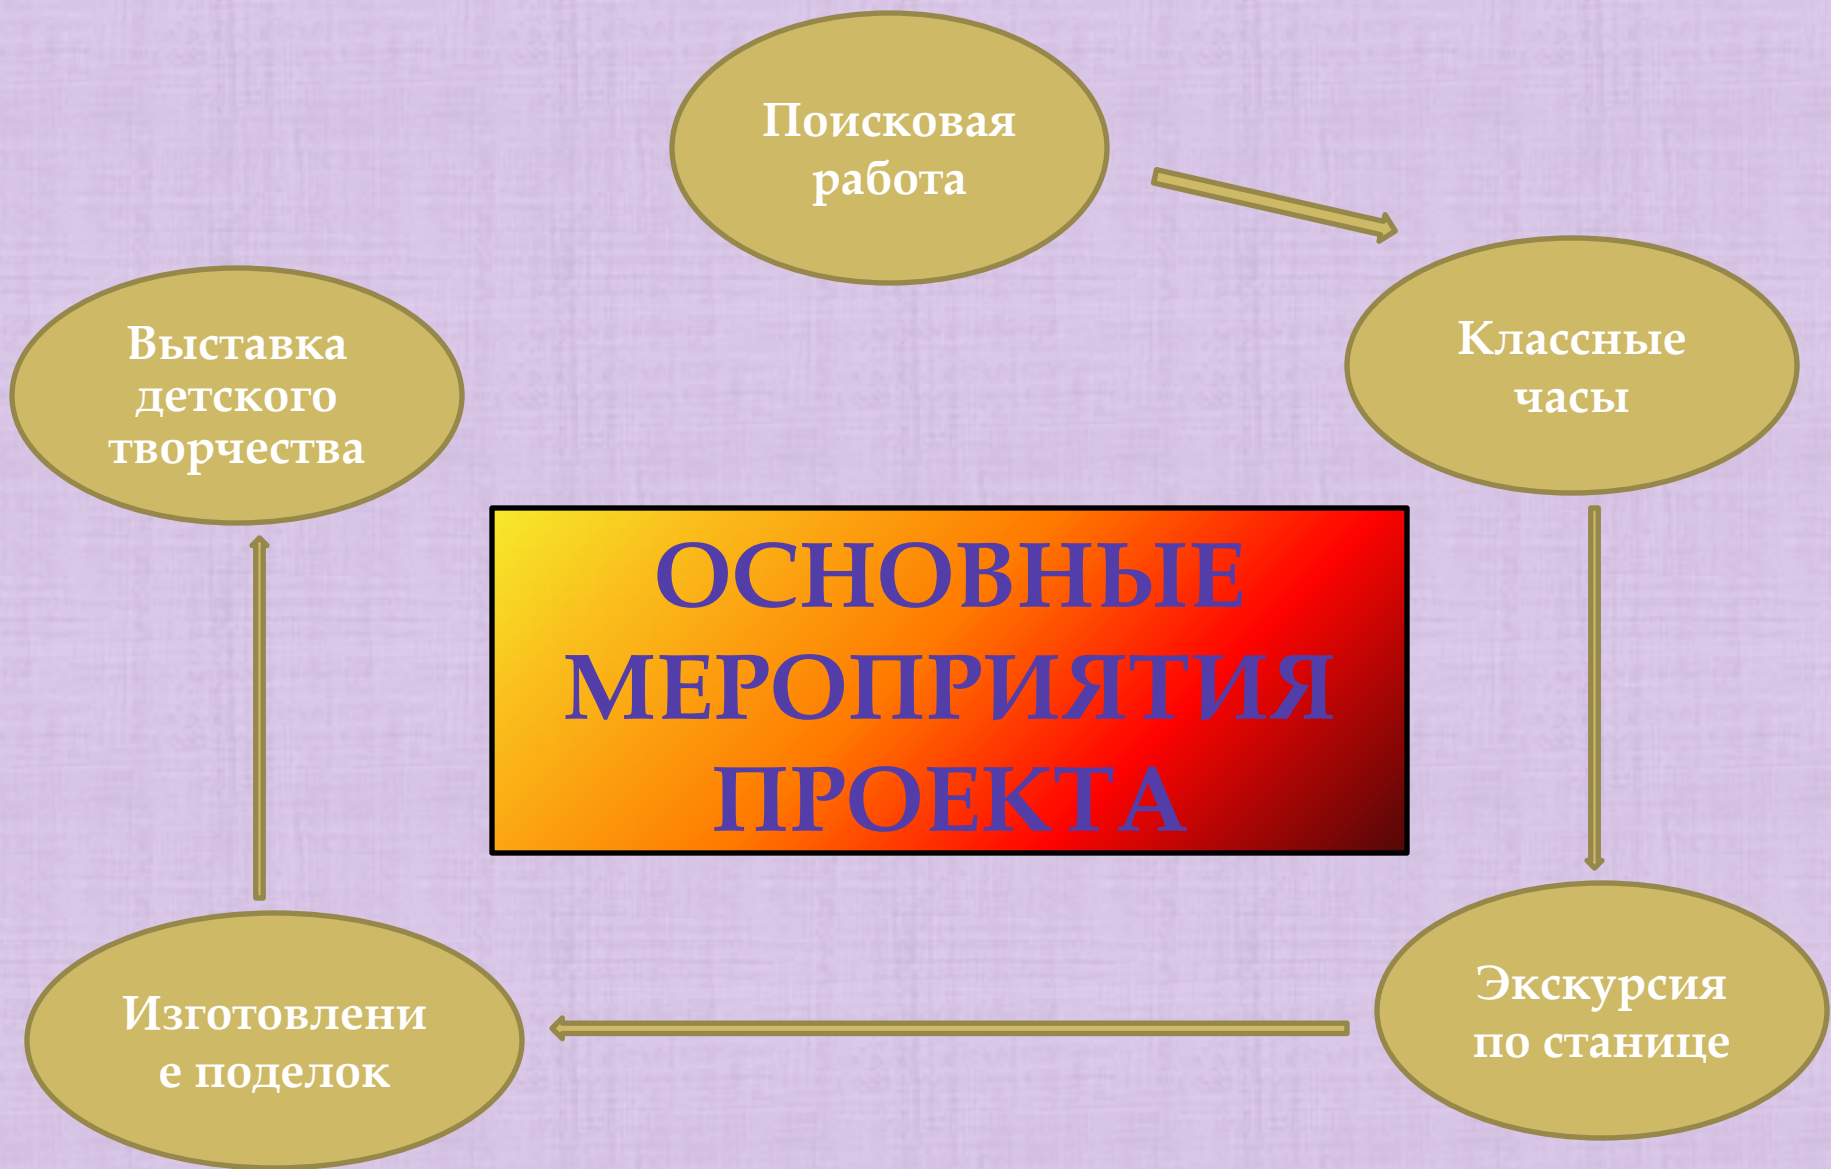 Поисковая
работа
Классные
часы
Выставка
детского
творчества
ОСНОВНЫЕ
МЕРОПРИЯТИЯ
ПРОЕКТА
Экскурсия
по станице
Изготовлени
е поделок